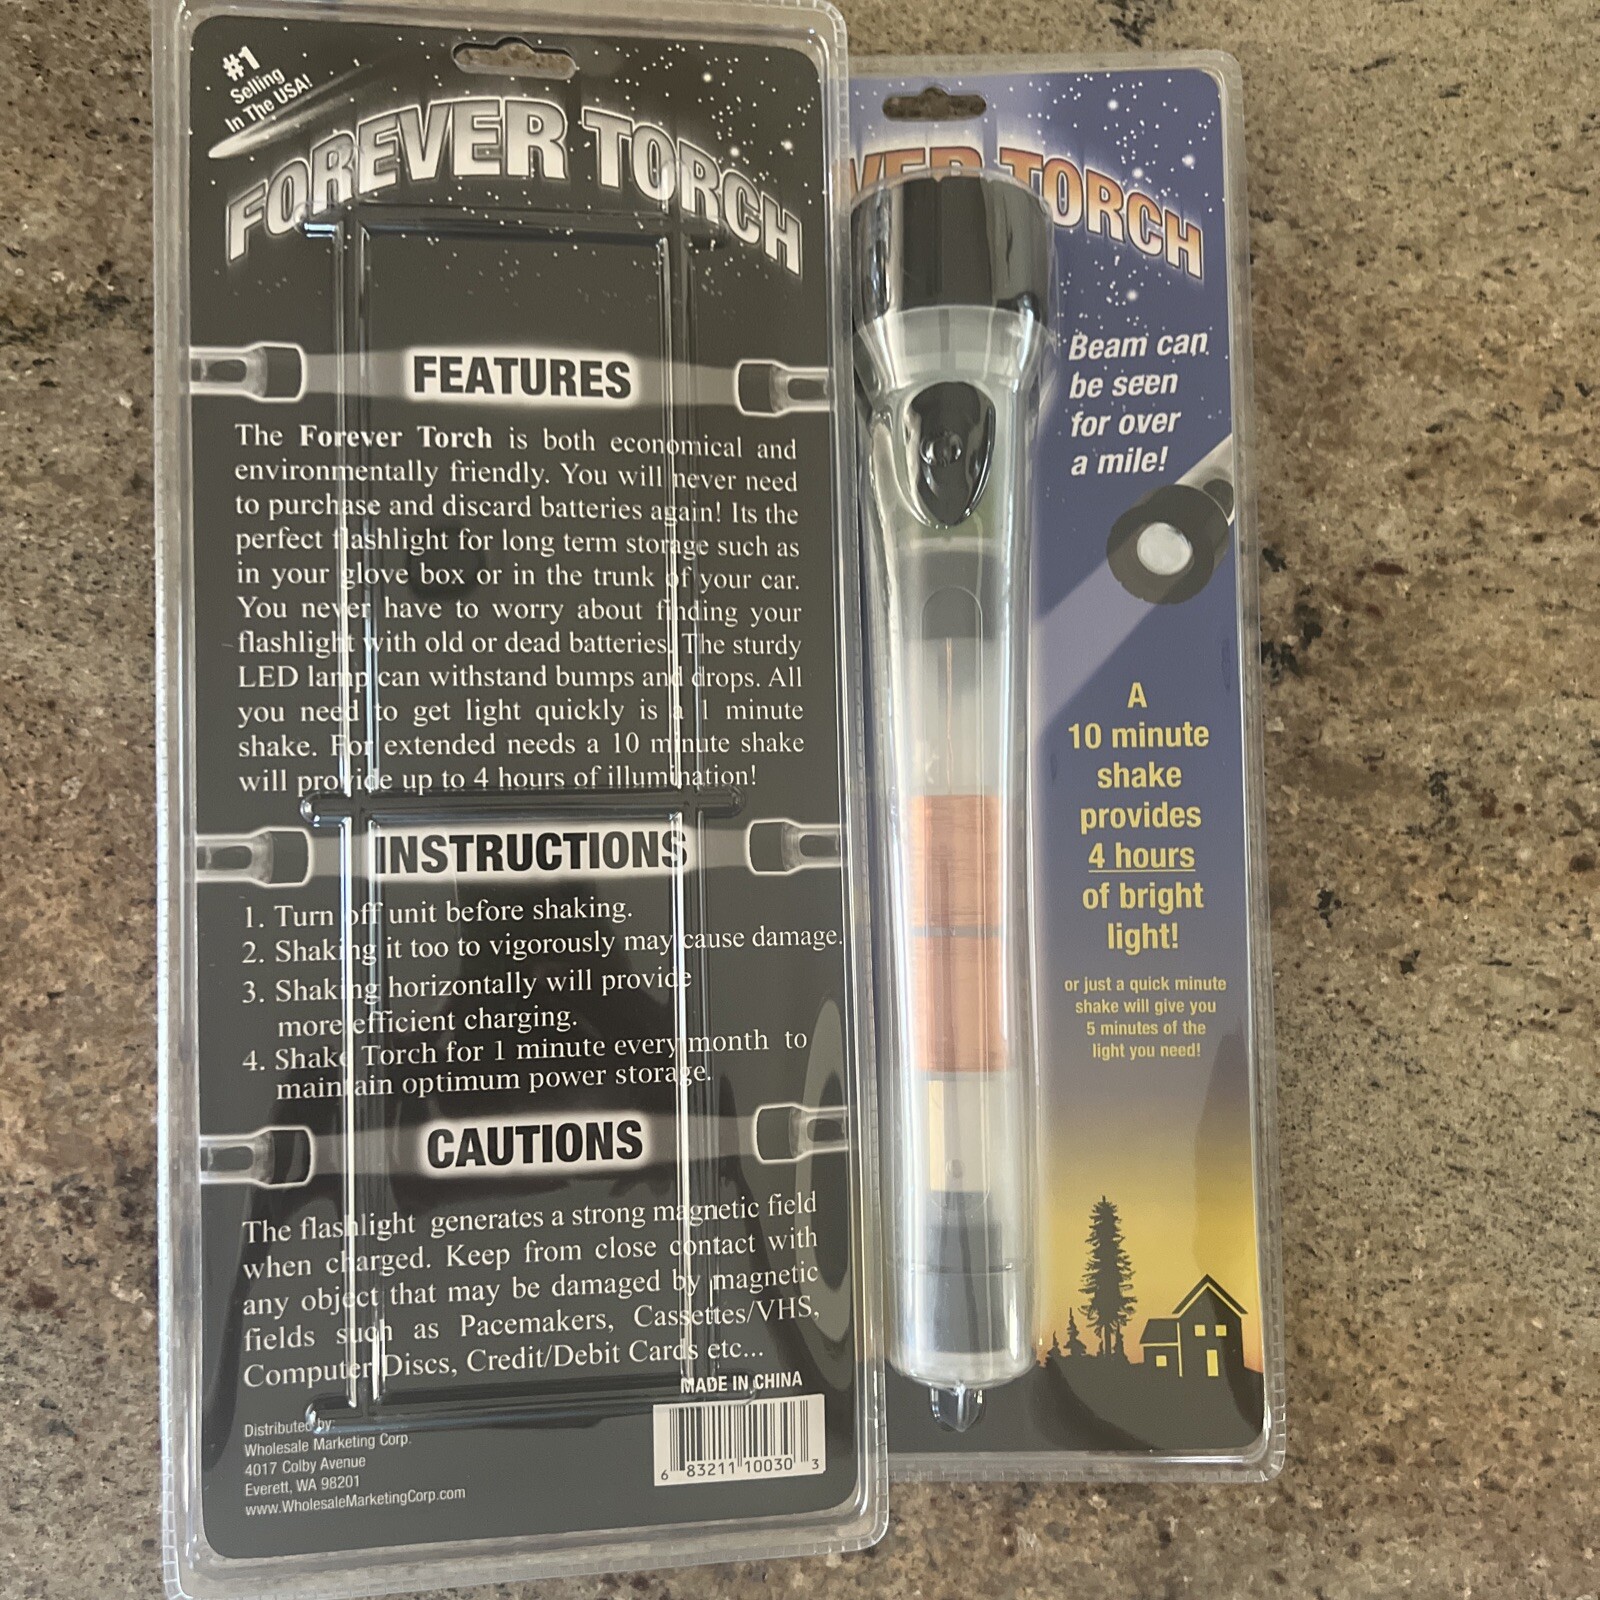 #1
Selling
In The USA!
FOREVER TORCH
FEATURES
The Forever Torch is both economical and
environmentally friendly. You will never need
to purchase and discard batteries again! Its the
perfect flashlight for long term storage such as
in your glove box or in the trunk of your car.
You never have to worry about finding your
flashlight with old or dead batteries. The sturdy
LED lamp can withstand bumps and drops. All
you need to get light quickly is a 1 minute
shake. For extended needs a 10 minute shake
will provide up to 4 hours of illumination!
INSTRUCTIONS
1. Turn off unit before shaking.
2. Shaking it too to vigorously may cause damage.
3. Shaking horizontally will provide
more efficient charging.
4. Shake Torch for 1 minute every month to
maintain optimum power storage.
CAUTIONS
The flashlight generates a strong magnetic field
when charged. Keep from close contact with
any object that may be damaged by magnetic
fields such as Pacemakers, Cassettes/VHS,
Computer Discs, Credit/Debit Cards etc...
MADE IN CHINA
Distributed by:
Wholesale Marketing Corp.
4017 Colby Avenue
Everett, WA 98201
www.WholesaleMarketingCorp.com
6 83211 10030 3
VER TORCH
Beam can
be seen
for over
a mile!
A
10 minute
shake
provides
4 hours
of bright
light!
or just a quick minute
shake will give you
5 minutes of the
light you need!